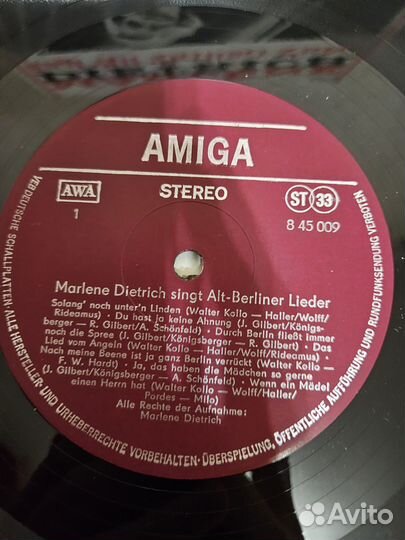 AMIGA
AWA
STEREO
ST 33
1
8 45 009
Marlene Dietrich singt Alt-Berliner Lieder
Solang' noch unter'n Linden (Walter Kollo – Haller/Wolff/
Rideamus) · Du hast ja keine Ahnung (J. Gilbert/Königs-
berger – R. Gilbert/A. Schönfeld) · Durch Berlin fließt immer
noch die Spree (J. Gilbert/Königsberger – R. Gilbert) · Das
Lied vom Angeln (Walter Kollo – Haller/Wolff/Rideamus) ·
Nach meine Beene ist ja ganz Berlin verrückt (Walter Kollo –
F. W. Hardt) · Ja, das haben die Mädchen so gerne
(J. Gilbert/Königsberger – A. Schönfeld) · Wenn ein Mädel
einen Herrn hat (Walter Kollo – Wolff/Haller/
Pordes – Milo)
Alle Rechte der Aufnahme:
Marlene Dietrich
VEB DEUTSCHE SCHALLPLATTEN · ALLE HERSTELLER- UND URHEBERRECHTE VORBEHALTEN · ÜBERSPIELUNG, ÖFFENTLICHE AUFFÜHRUNG UND RUNDFUNKSENDUNG VERBOTEN
Avito